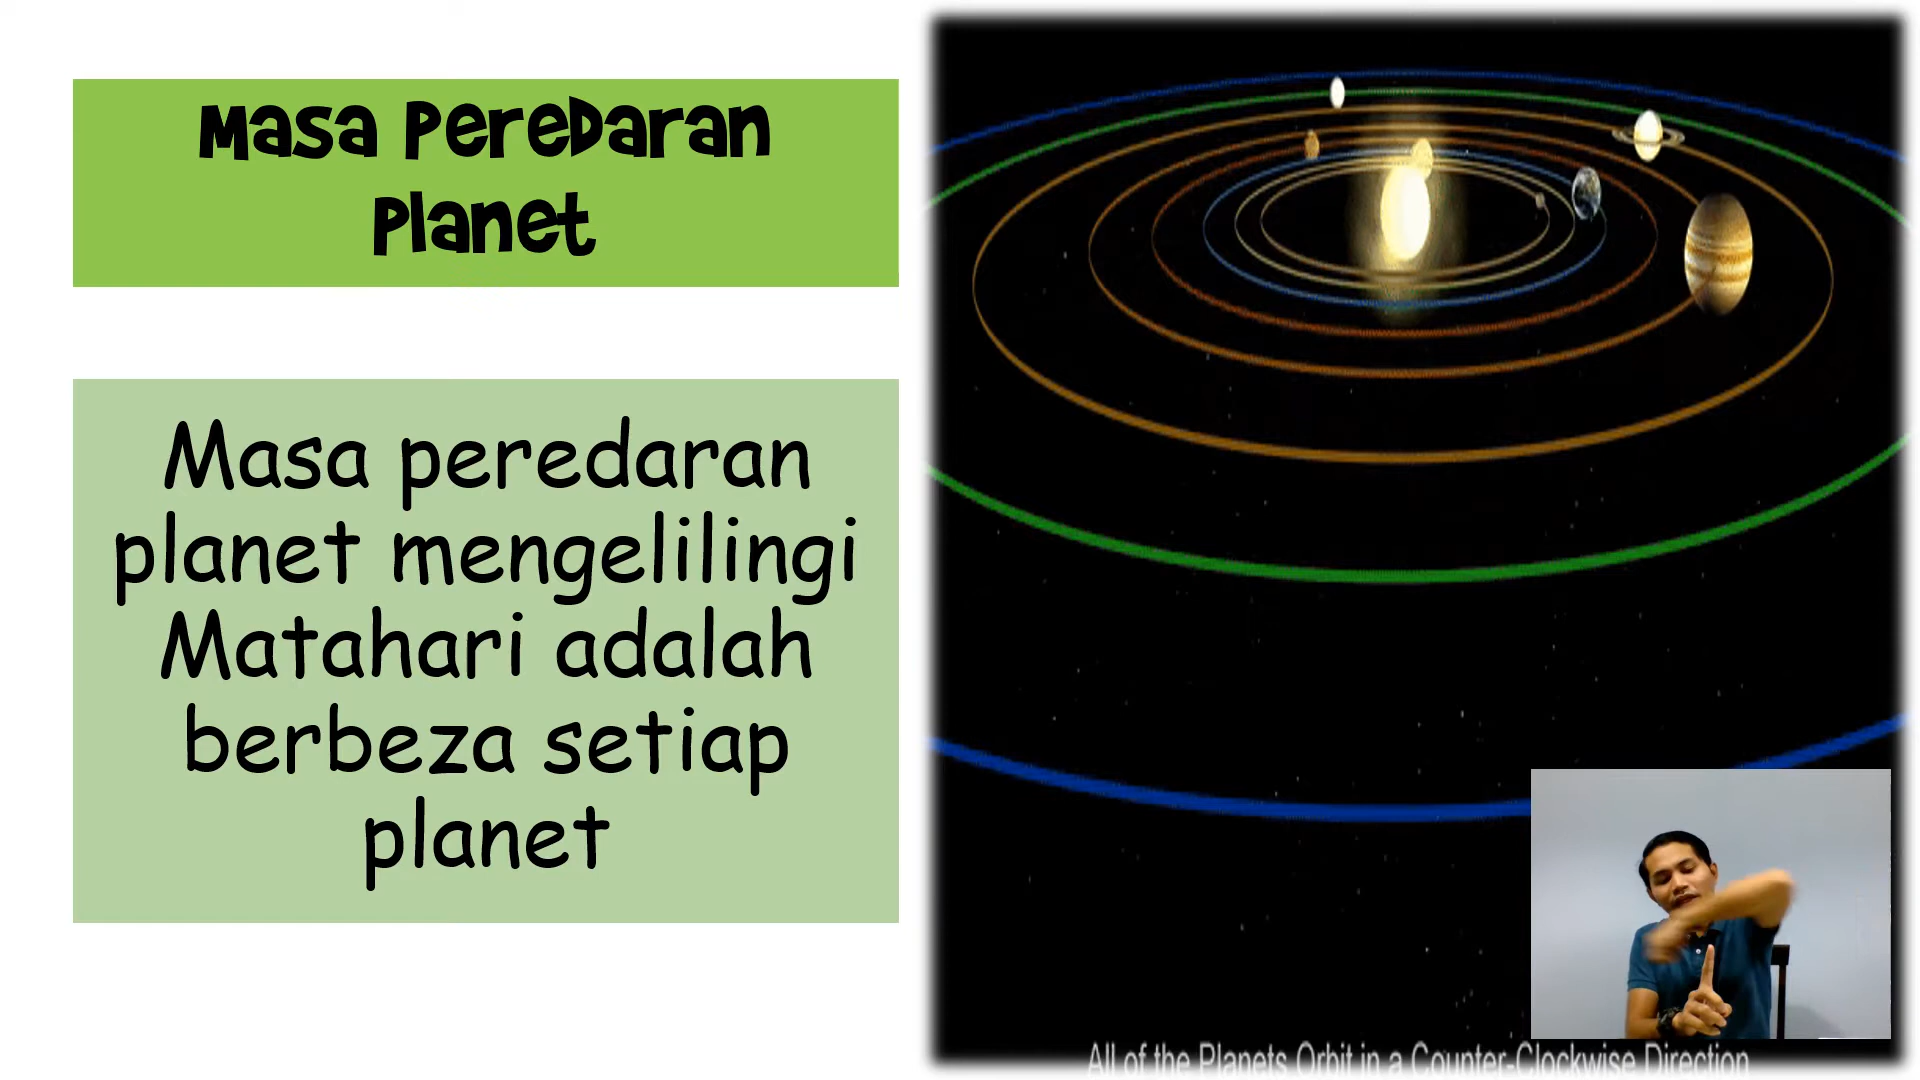 Masa Peredaran
Planet
Masa peredaran
planet mengelilingi
Matahari adalah
berbeza setiap
planet
All of the Planets Orbit in a Counter-Clockwise Direction